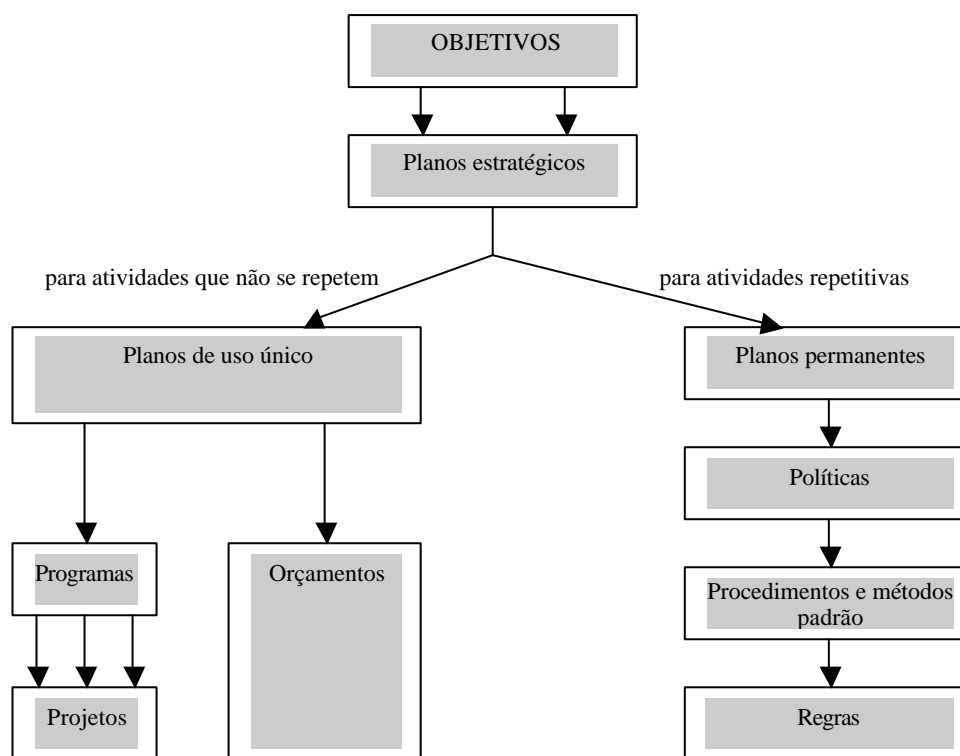 OBJETIVOS
Planos estratégicos
para atividades que não se repetem
para atividades repetitivas
Planos de uso único
Planos permanentes
Políticas
Programas
Orçamentos
Procedimentos e métodos
padrão
Projetos
Regras